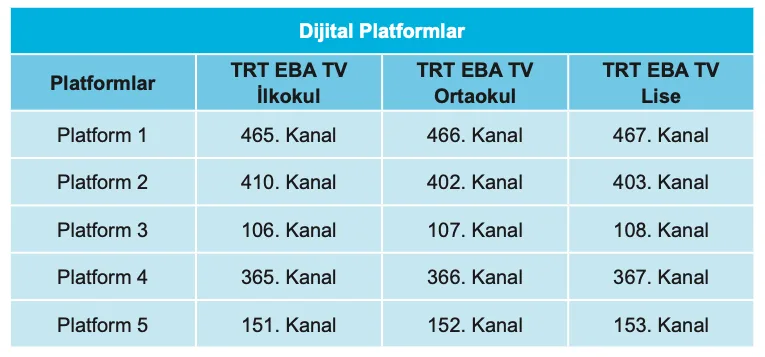 Dijital Platformlar
Platformlar TRT EBA TV İlkokul TRT EBA TV Ortaokul TRT EBA TV Lise
Platform 1 465. Kanal 466. Kanal 467. Kanal
Platform 2 410. Kanal 402. Kanal 403. Kanal
Platform 3 106. Kanal 107. Kanal 108. Kanal
Platform 4 365. Kanal 366. Kanal 367. Kanal
Platform 5 151. Kanal 152. Kanal 153. Kanal